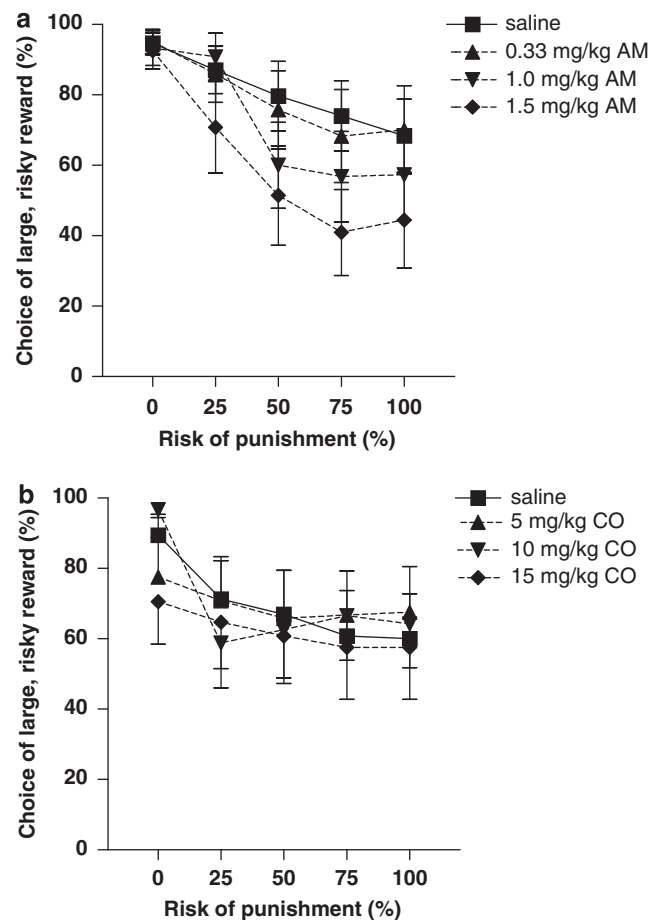 a
Choice of large, risky reward (%)
100
80
60
40
20
0
0 25 50 75 100
Risk of punishment (%)
saline
0.33 mg/kg AM
1.0 mg/kg AM
1.5 mg/kg AM
b
Choice of large, risky reward (%)
100
80
60
40
20
0
0 25 50 75 100
Risk of punishment (%)
saline
5 mg/kg CO
10 mg/kg CO
15 mg/kg CO